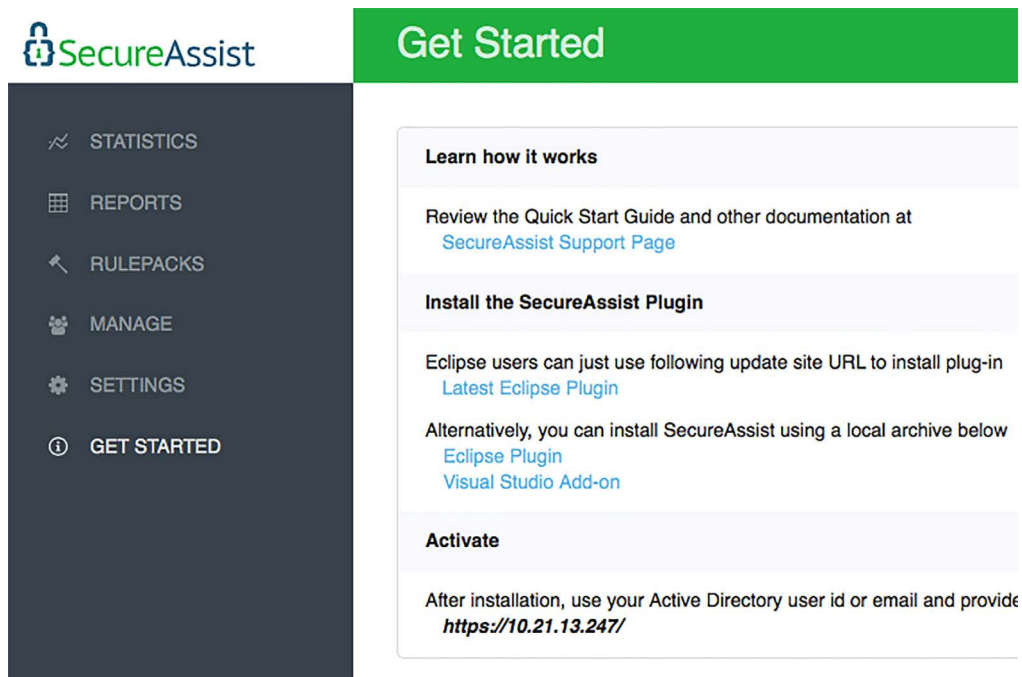 SecureAssist
Get Started
STATISTICS
REPORTS
RULEPACKS
MANAGE
SETTINGS
GET STARTED
Learn how it works
Review the Quick Start Guide and other documentation at
SecureAssist Support Page
Install the SecureAssist Plugin
Eclipse users can just use following update site URL to install plug-in
Latest Eclipse Plugin
Alternatively, you can install SecureAssist using a local archive below
Eclipse Plugin
Visual Studio Add-on
Activate
After installation, use your Active Directory user id or email and provide
https://10.21.13.247/